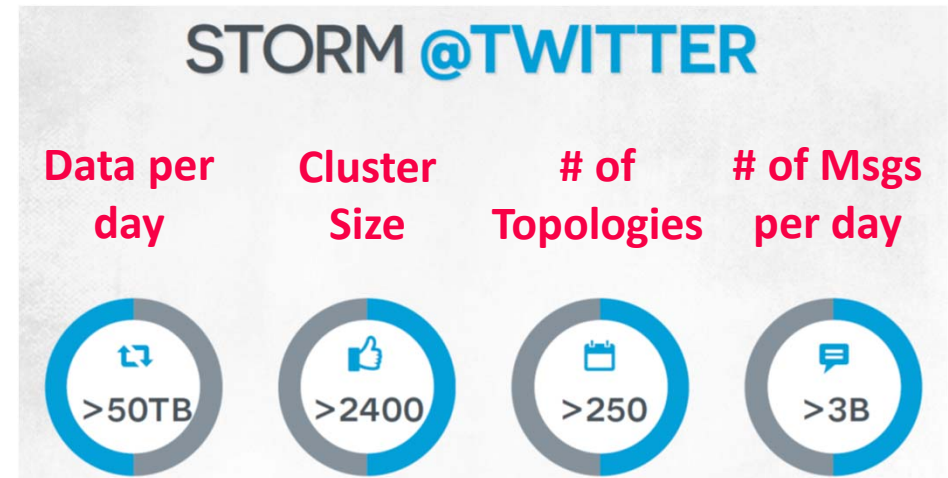 STORM @TWITTER
Data per
day
Cluster
Size
# of
Topologies
# of Msgs
per day
>50TB
>2400
>250
>3B